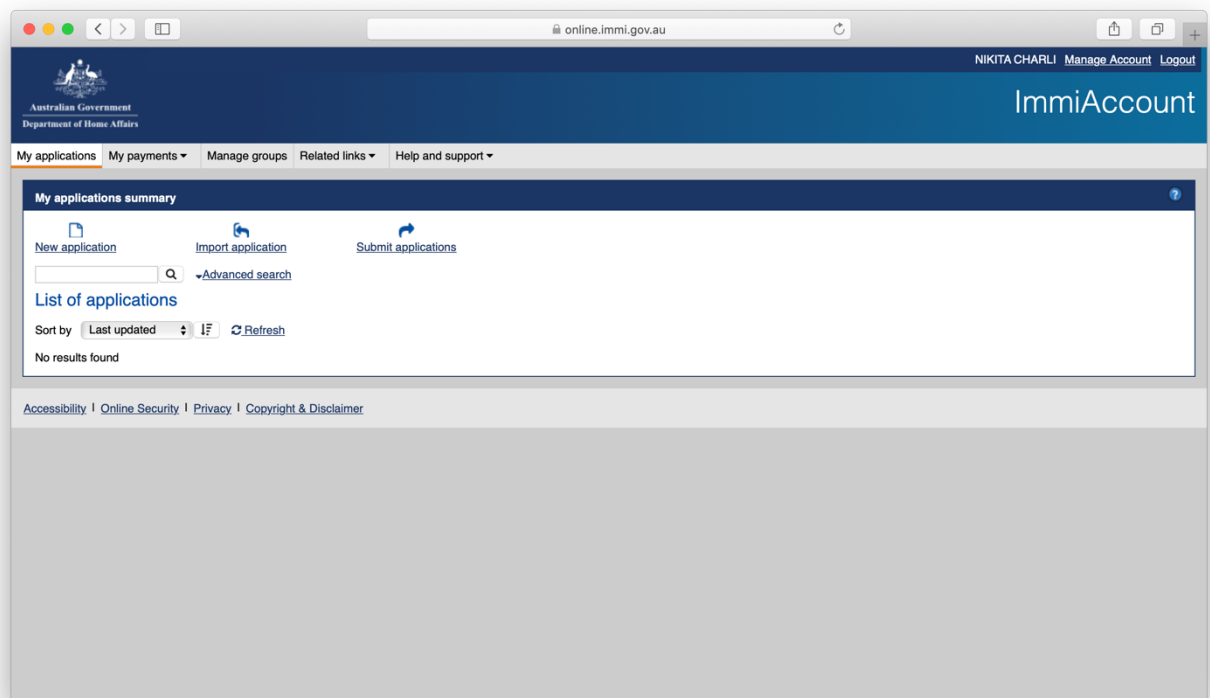 online.immi.gov.au
NIKITA CHARLI Manage Account Logout
Australian Government
Department of Home Affairs
ImmiAccount
My applications My payments Manage groups Related links Help and support
My applications summary ?
New application Import application Submit applications
Advanced search
List of applications
Sort by Last updated Refresh
No results found
Accessibility | Online Security | Privacy | Copyright & Disclaimer